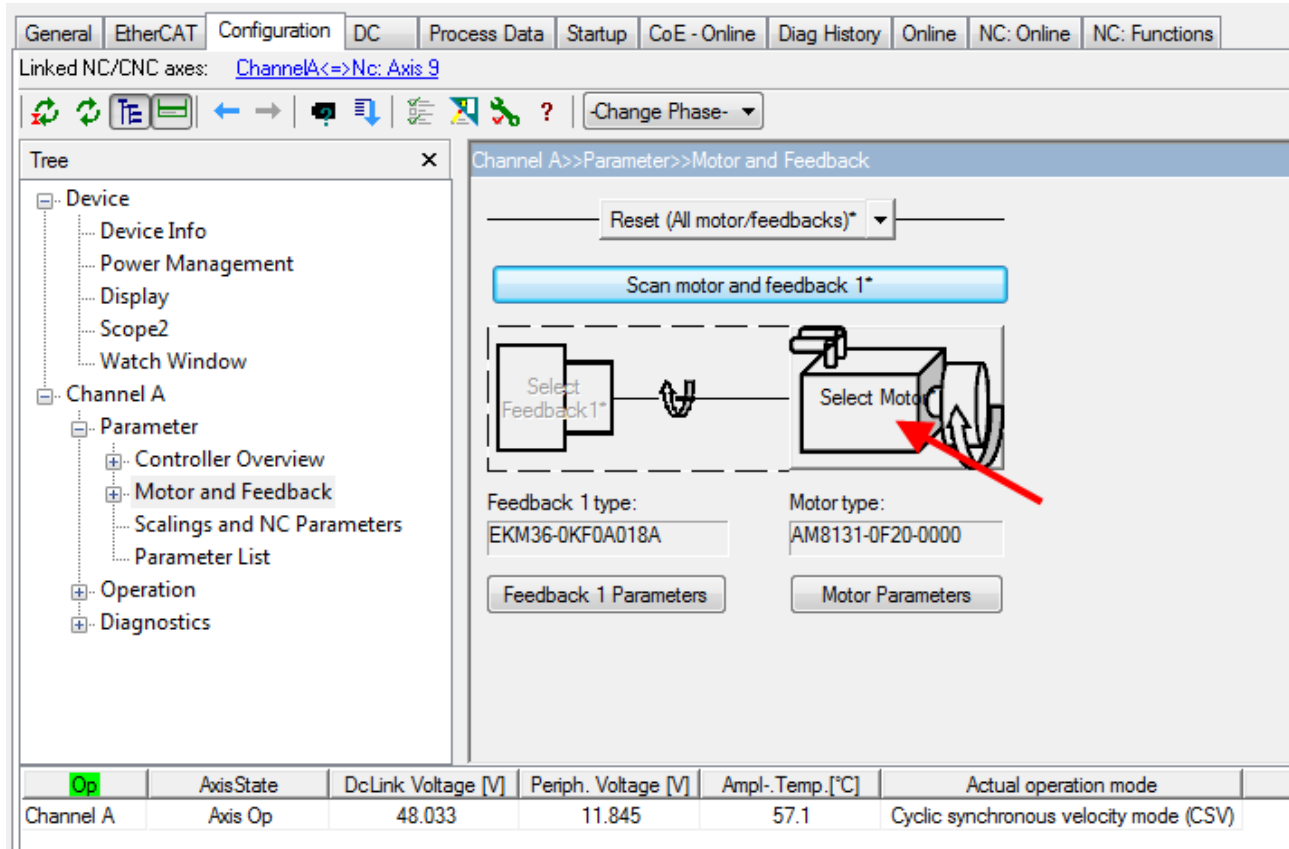 General EtherCAT Configuration DC Process Data Startup CoE - Online Diag History Online NC: Online NC: Functions
Linked NC/CNC axes: ChannelA<=>Nc: Axis 9
TE ? -Change Phase-
Tree x Channel A>>Parameter>>Motor and Feedback
Device
Device Info
Power Management
Display
Scope2
Watch Window
Channel A
Parameter
Controller Overview
Motor and Feedback
Scalings and NC Parameters
Parameter List
Operation
Diagnostics
Reset (All motor/feedbacks)*
Scan motor and feedback 1*
Select
Feedback 1*
Select Motor
Feedback 1 type: Motor type:
EKM36-0KF0A018A AM8131-0F20-0000
Feedback 1 Parameters Motor Parameters
Op AxisState DcLink Voltage [V] Periph. Voltage [V] Ampl-.Temp.[°C] Actual operation mode
Channel A Axis Op 48.033 11.845 57.1 Cyclic synchronous velocity mode (CSV)